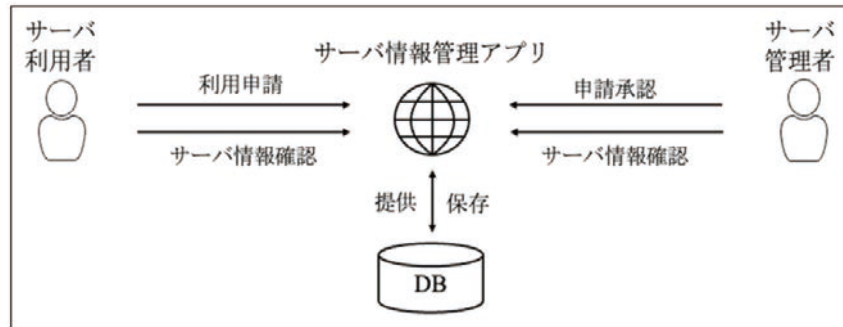 サーバ
利用者
サーバ情報管理アプリ
サーバ
管理者
利用申請
申請承認
サーバ情報確認
サーバ情報確認
提供
保存
DB